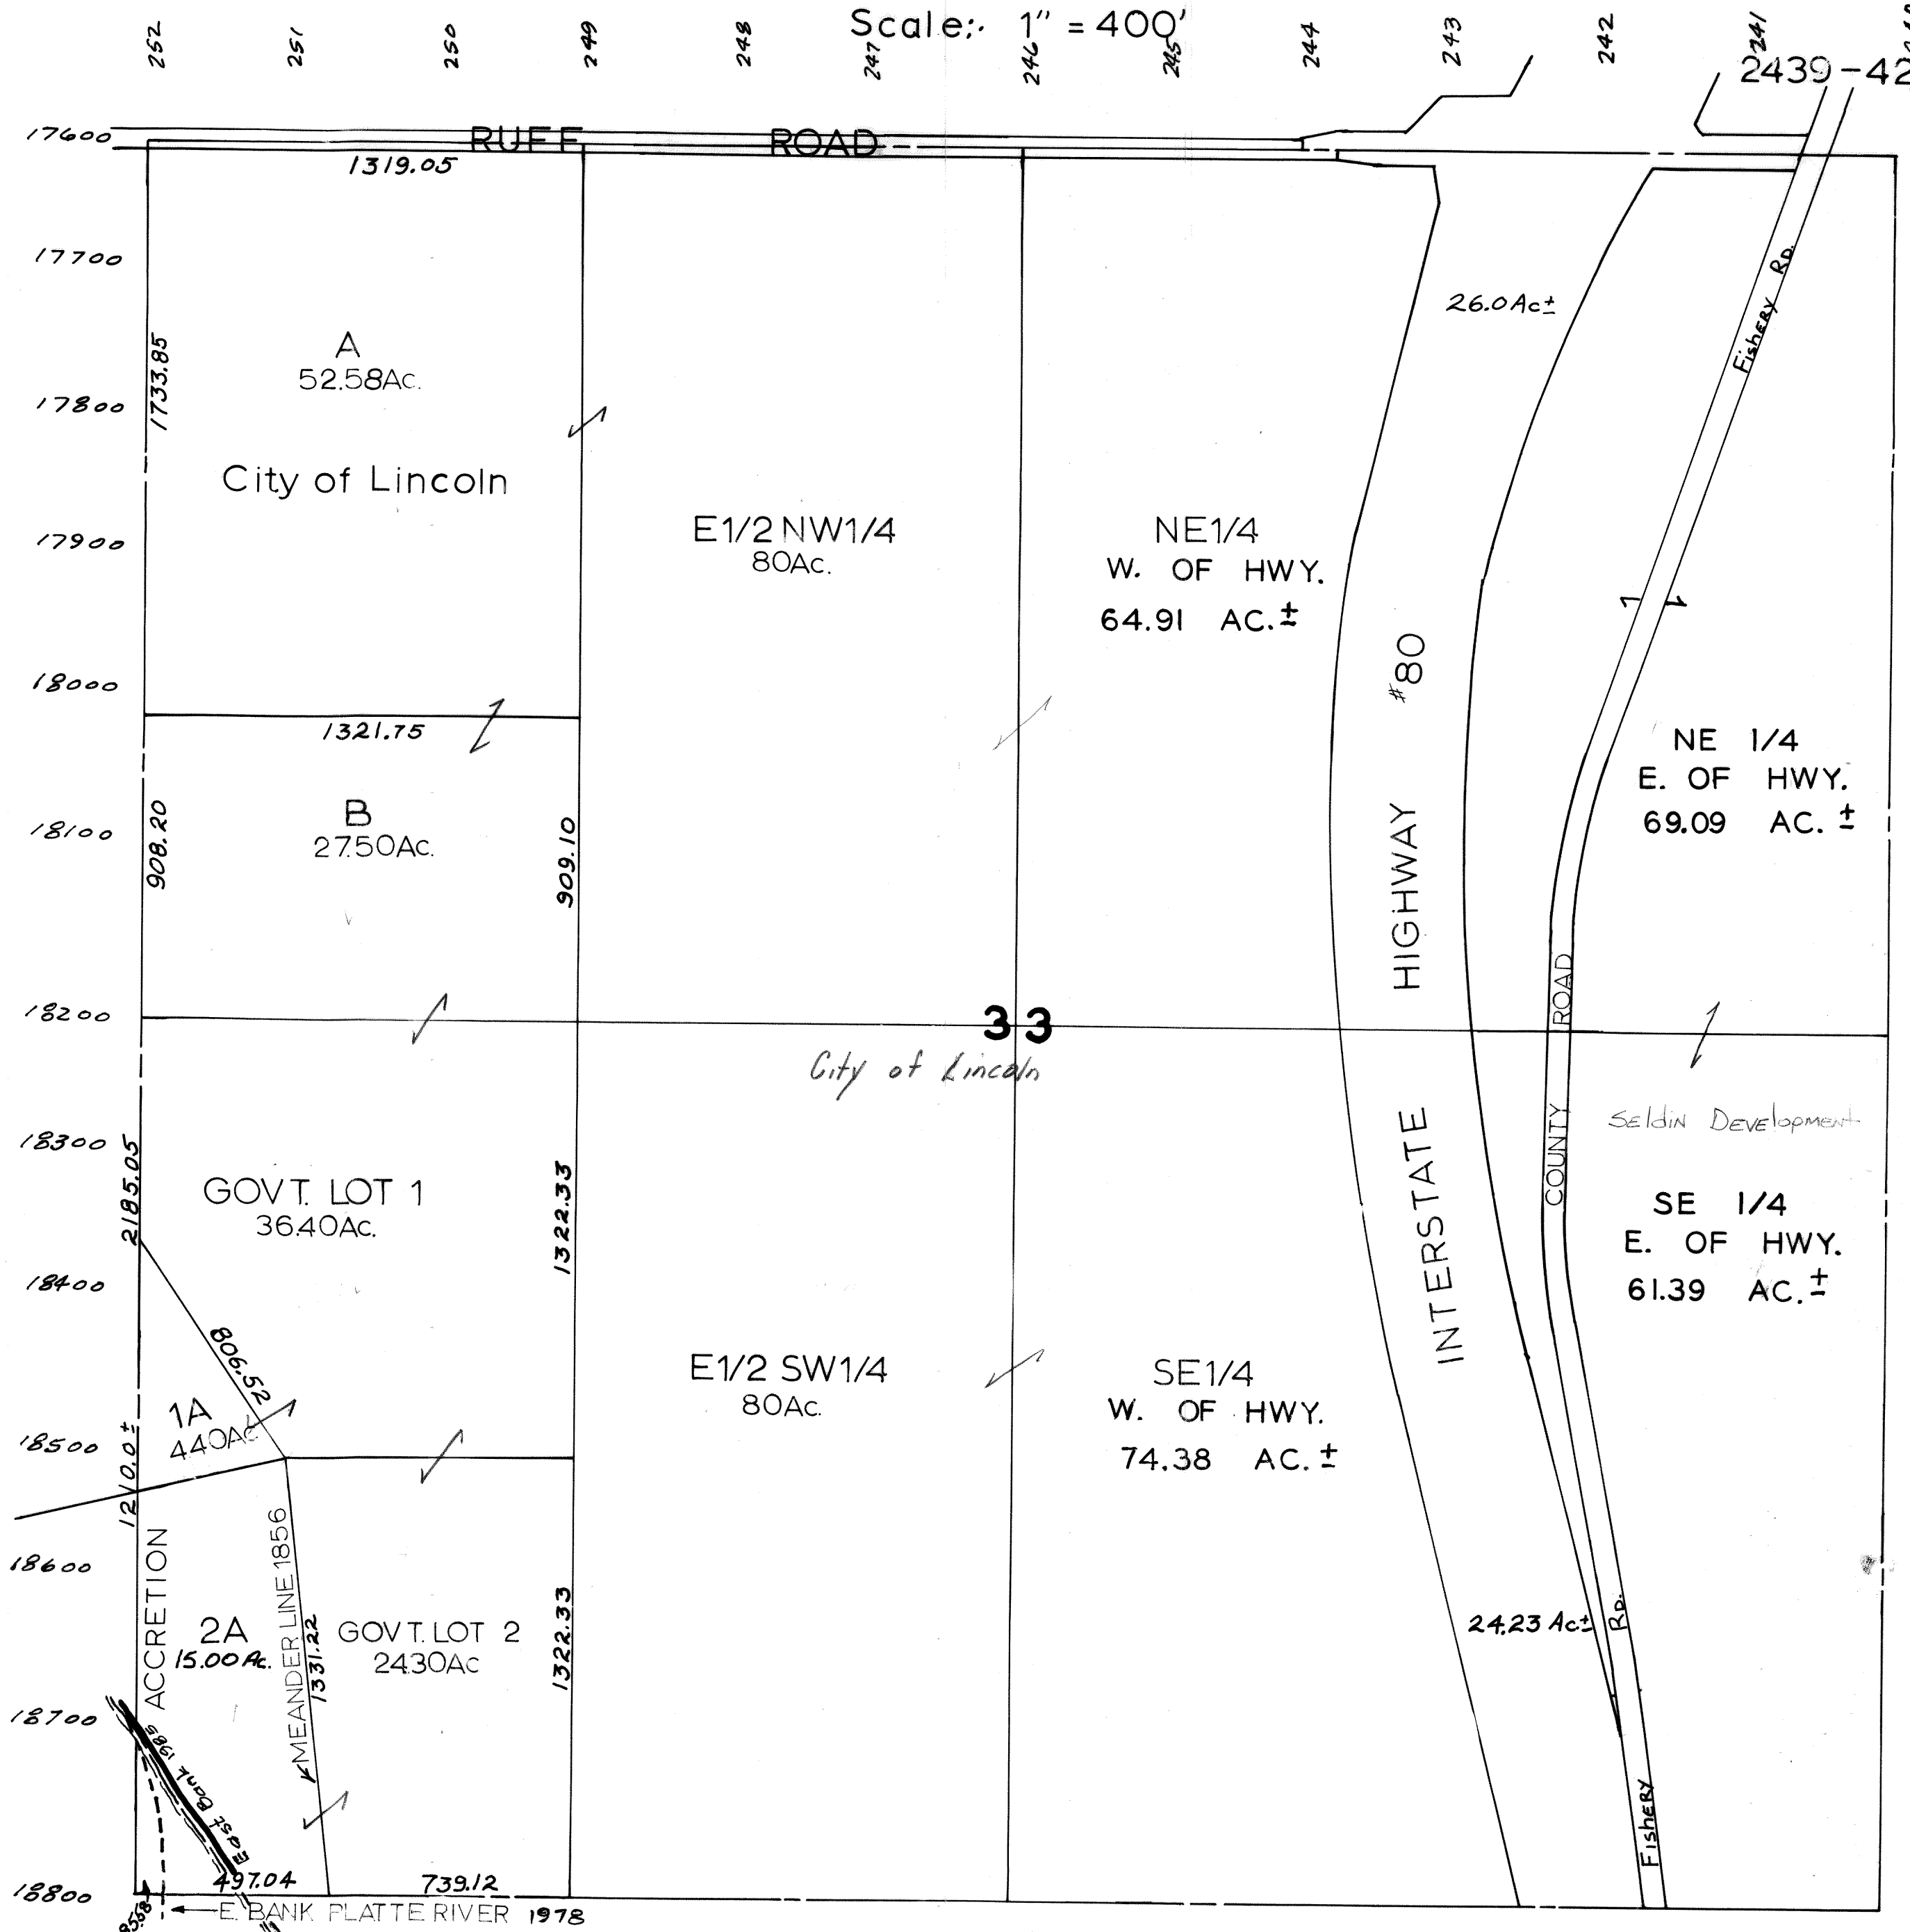 Scale: 1" = 400'
252 251 250 249 248 247 246 245 244 243 242 241
2439-42
17600
RUFF ROAD
1319.05
17700
26.0 Ac±
Fishery Rd.
1733.85
A
52.58Ac.
17800
City of Lincoln
17900
E1/2 NW1/4
80Ac.
NE1/4
W. OF HWY.
64.91 AC.±
18000
1321.75
#80
NE 1/4
E. OF HWY.
69.09 AC.±
B
27.50Ac.
18100
908.20
909.10
HIGHWAY
ROAD
18200
33
City of Lincoln
Seldin Development
18300
2185.05
GOVT. LOT 1
36.40Ac.
1322.33
INTERSTATE
COUNTY
SE 1/4
E. OF HWY.
61.39 AC.±
18400
806.52
E1/2 SW1/4
80Ac.
SE1/4
W. OF HWY.
74.38 AC.±
1A
4.40Ac
18500
1210.0±
18600
ACCRETION
MEANDER LINE 1856
1331.22
2A
15.00 Ac.
GOVT. LOT 2
24.30Ac
1322.33
24.23 Ac±
Rd.
18700
East Bank 1985
Fishery
18800
497.04
739.12
E. BANK PLATTE RIVER 1978